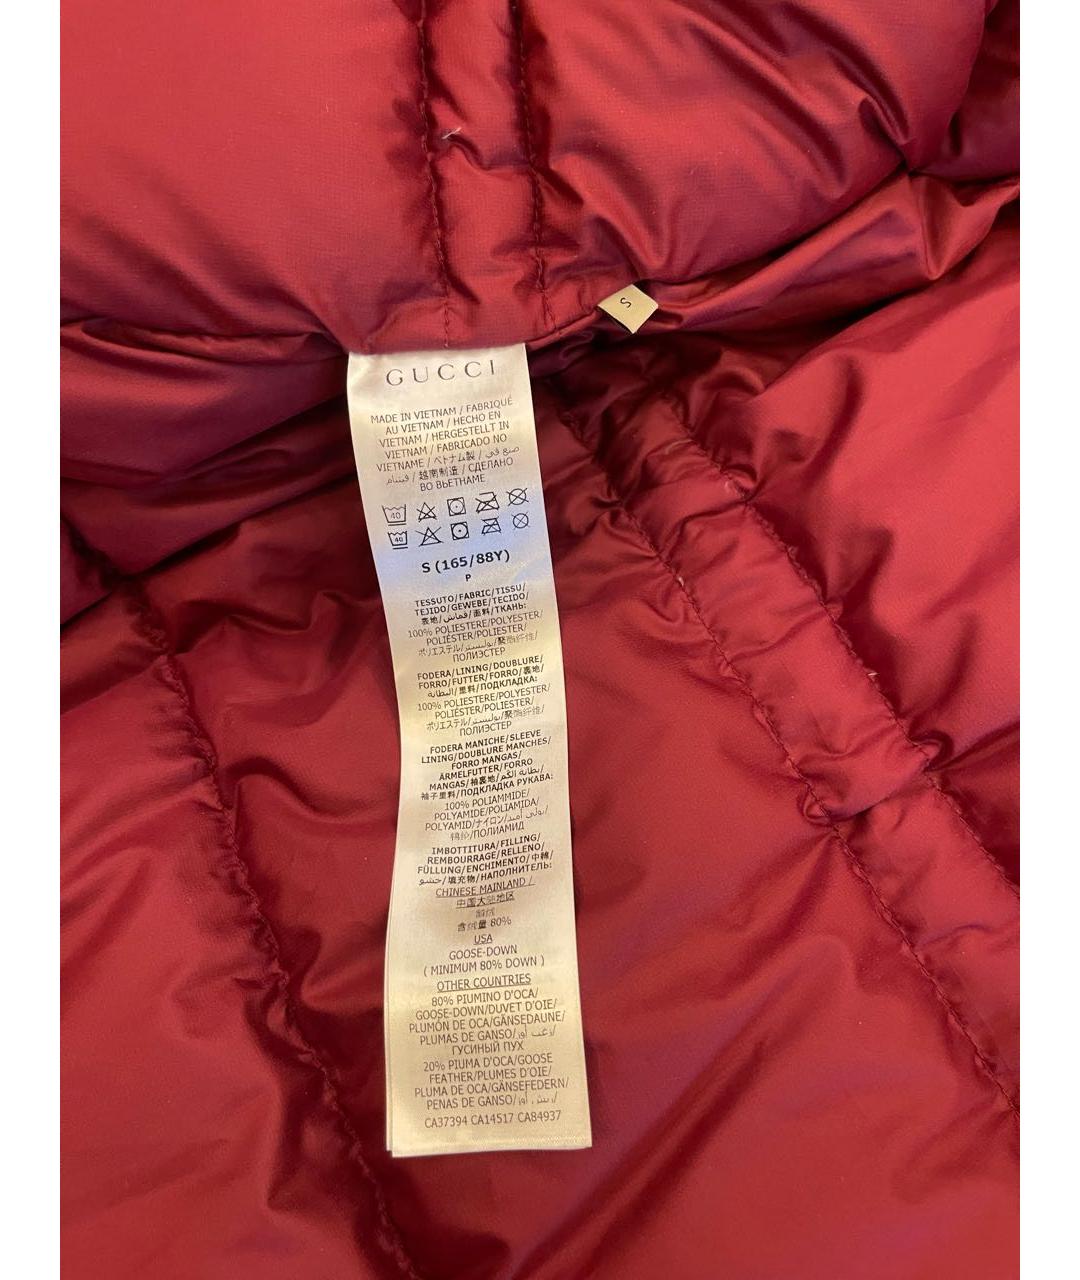 S
GUCCI
MADE IN VIETNAM / FABRIQUÉ
AU VIETNAM / HECHO EN
VIETNAM / HERGESTELLT IN
VIETNAM / FABRICADO NO
VIETNAME / ベトナム製 / صنع في
فيتنام / 越南制造 / СДЕЛАНО
ВО ВЬЕТНАМЕ
40
40
S (165/88Y)
P
TESSUTO/FABRIC/TISSU/
TEJIDO/GEWEBE/TECIDO/
表地/قماش/面料/ТКАНЬ:
100% POLIESTERE/POLYESTER/
POLIÉSTER/POLIESTER/
ポリエステル/بوليستر/聚酯纤维/
ПОЛИЭСТЕР
FODERA/LINING/DOUBLURE/
FORRO/FUTTER/FORRO/裏地/
البطانة/里料/ПОДКЛАДКА:
100% POLIESTERE/POLYESTER/
POLIÉSTER/POLIESTER/
ポリエステル/بوليستر/聚酯纤维/
ПОЛИЭСТЕР
FODERA MANICHE/SLEEVE
LINING/DOUBLURE MANCHES/
FORRO MANGAS/
ÄRMELFUTTER/FORRO
MANGAS/袖裏地/بطانة الكم/
袖子里料/ПОДКЛАДКА РУКАВА:
100% POLIAMMIDE/
POLYAMIDE/POLIAMIDA/
POLYAMID/ナイロン/بولي أميد/
锦纶/ПОЛИАМИД
IMBOTTITURA/FILLING/
REMBOURRAGE/RELLENO/
FÜLLUNG/ENCHIMENTO/中綿/
حشو/填充物/НАПОЛНИТЕЛЬ:
CHINESE MAINLAND /
中国大陆地区
鹅绒
含绒量 80%
USA
GOOSE-DOWN
( MINIMUM 80% DOWN )
OTHER COUNTRIES
80% PIUMINO D'OCA/
GOOSE-DOWN/DUVET D'OIE/
PLUMÓN DE OCA/GÄNSEDAUNE/
PLUMAS DE GANSO/زغب أوز/
ГУСИНЫЙ ПУХ
20% PIUMA D'OCA/GOOSE
FEATHER/PLUMES D'OIE/
PLUMA DE OCA/GÄNSEFEDERN/
PENAS DE GANSO/ريش أوز/
CA37394 CA14517 CA84937